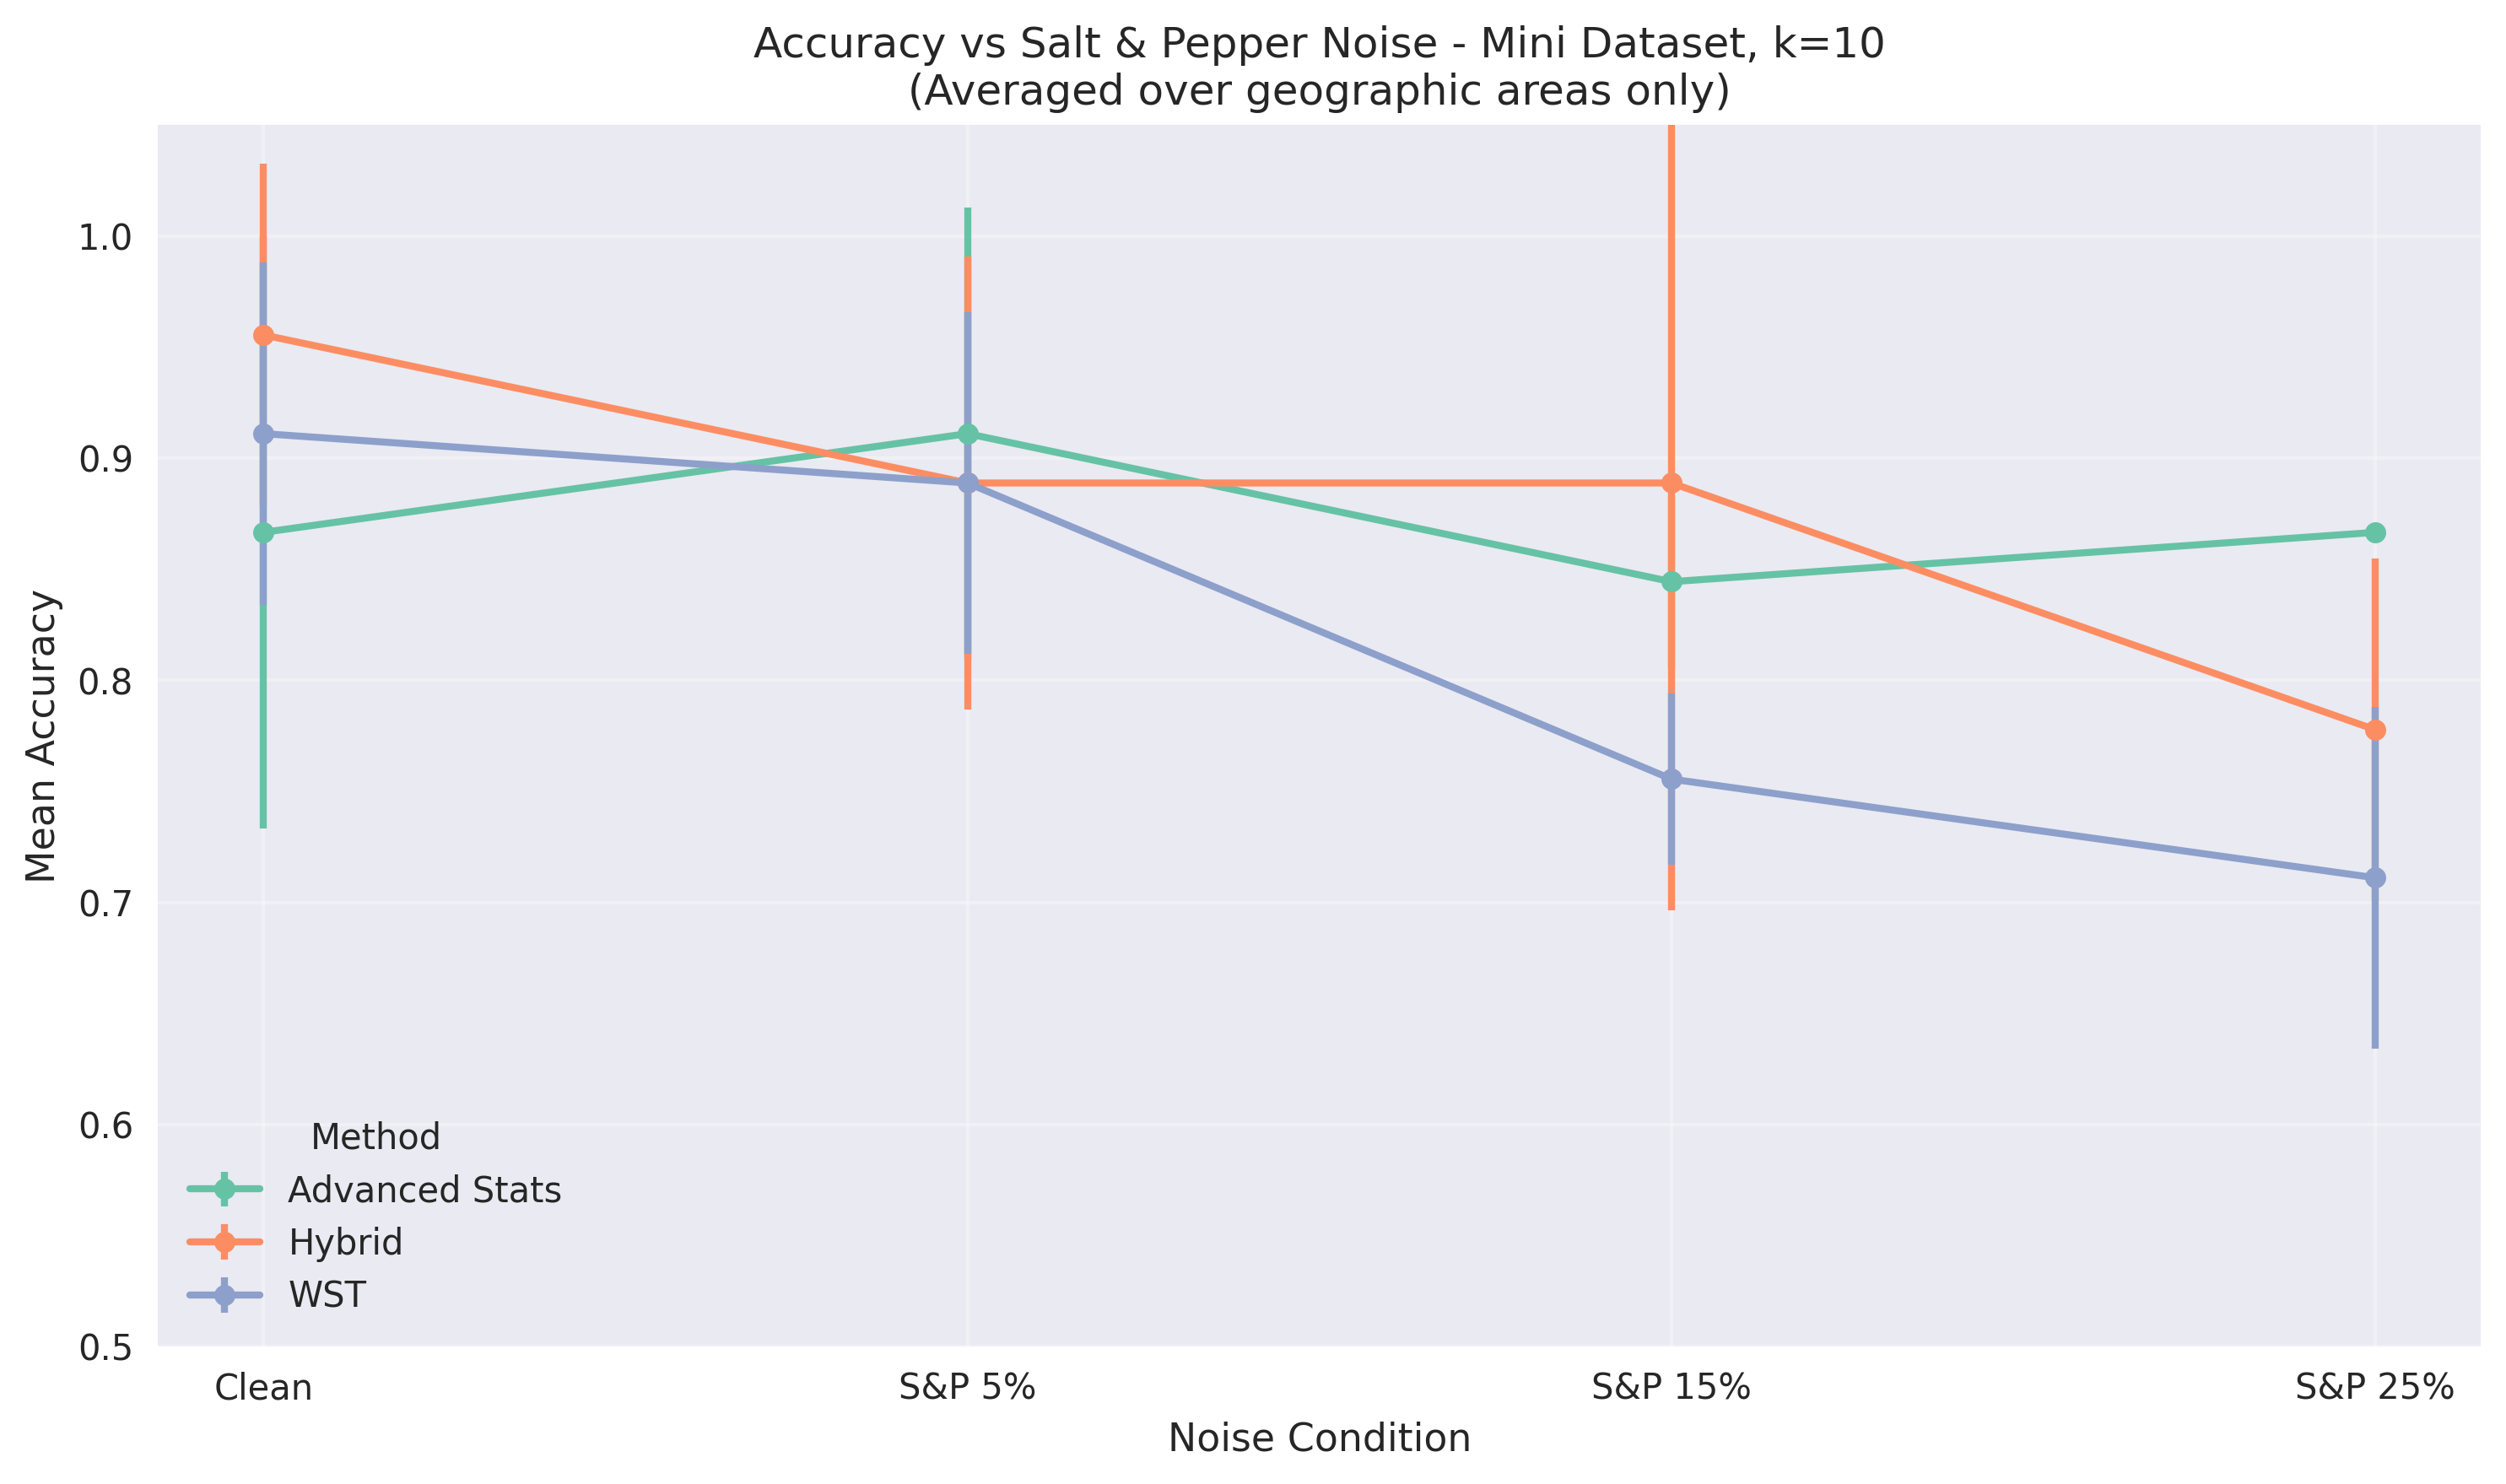 Accuracy vs Salt & Pepper Noise - Mini Dataset, k=10
(Averaged over geographic areas only)
Mean Accuracy
1.0
0.9
0.8
0.7
0.6
0.5
Method
Advanced Stats
Hybrid
WST
Clean
S&P 5%
S&P 15%
S&P 25%
Noise Condition